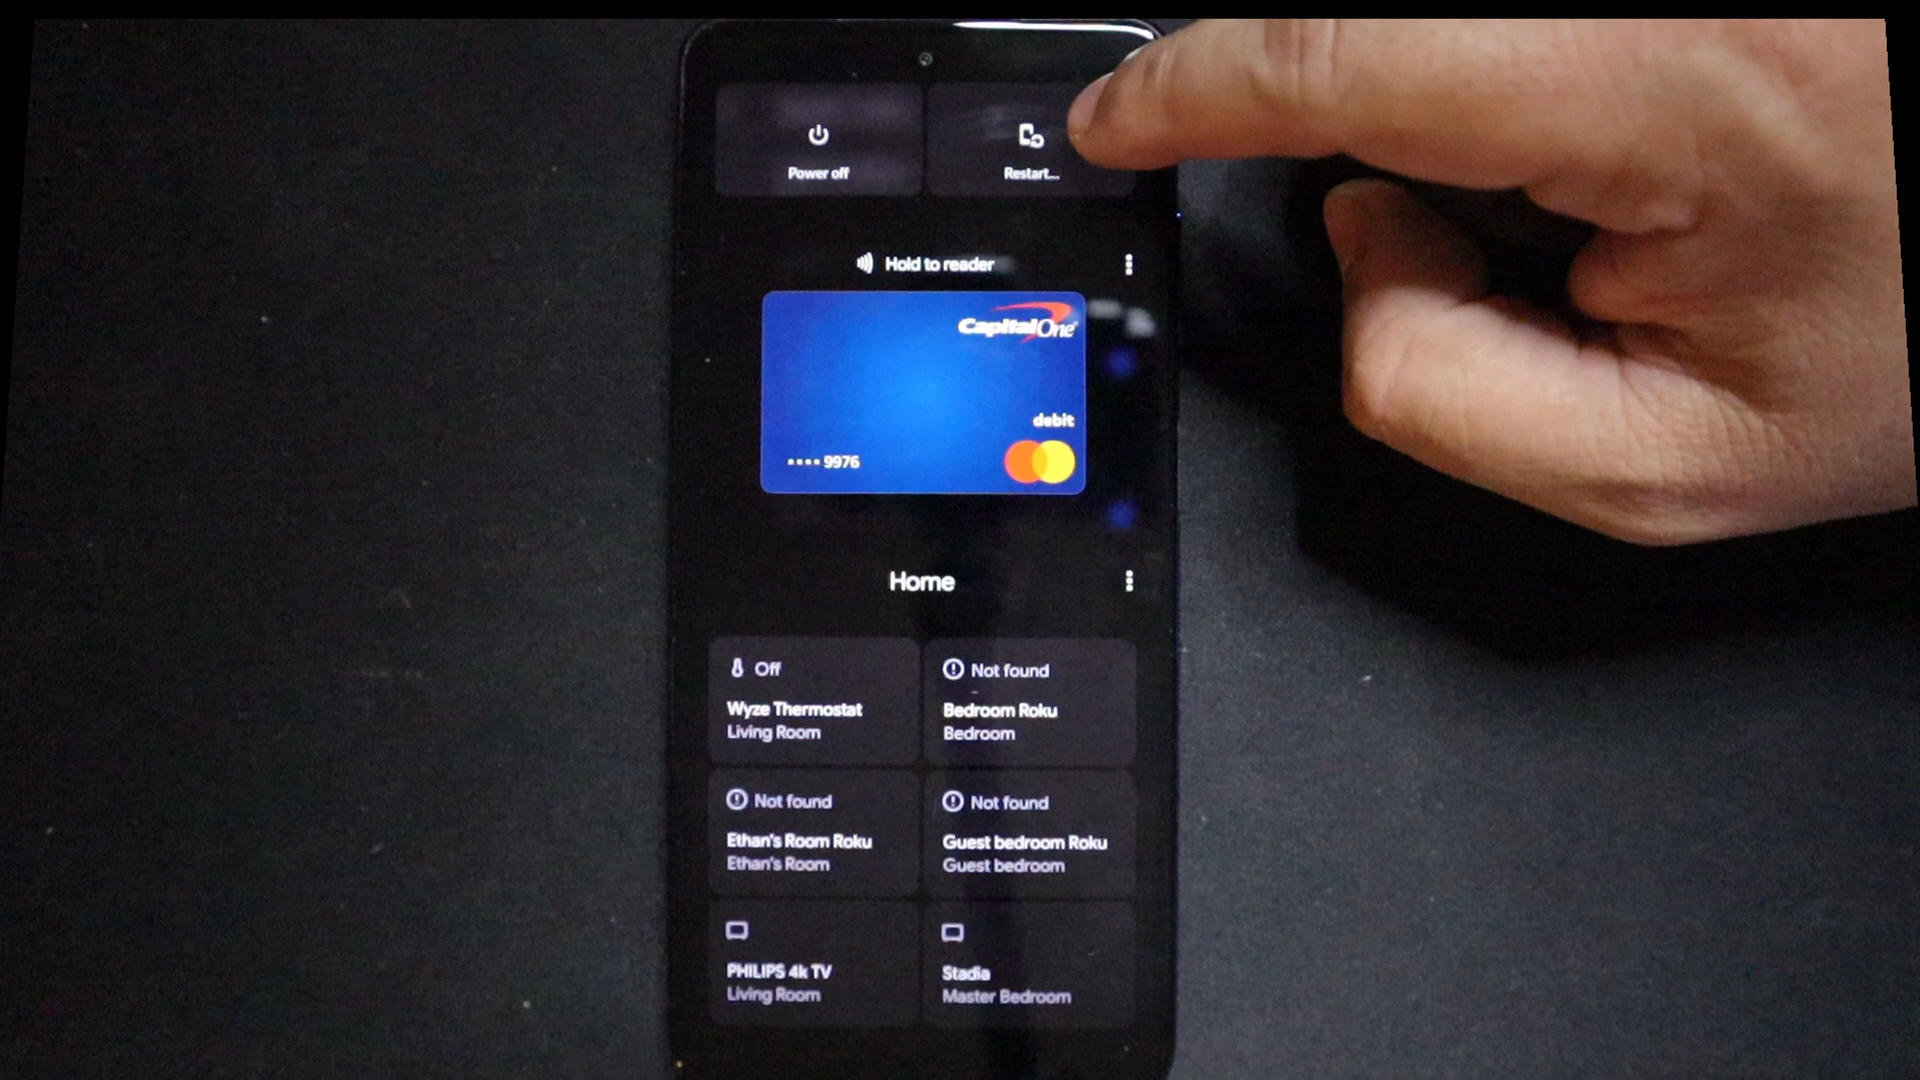 Power off
Restart...
Hold to reader
CapitalOne
debit
•••• 9976
Home
Off
Wyze Thermostat
Living Room
Not found
Bedroom Roku
Bedroom
Not found
Ethan's Room Roku
Ethan's Room
Not found
Guest bedroom Roku
Guest bedroom
PHILIPS 4k TV
Living Room
Stadia
Master Bedroom